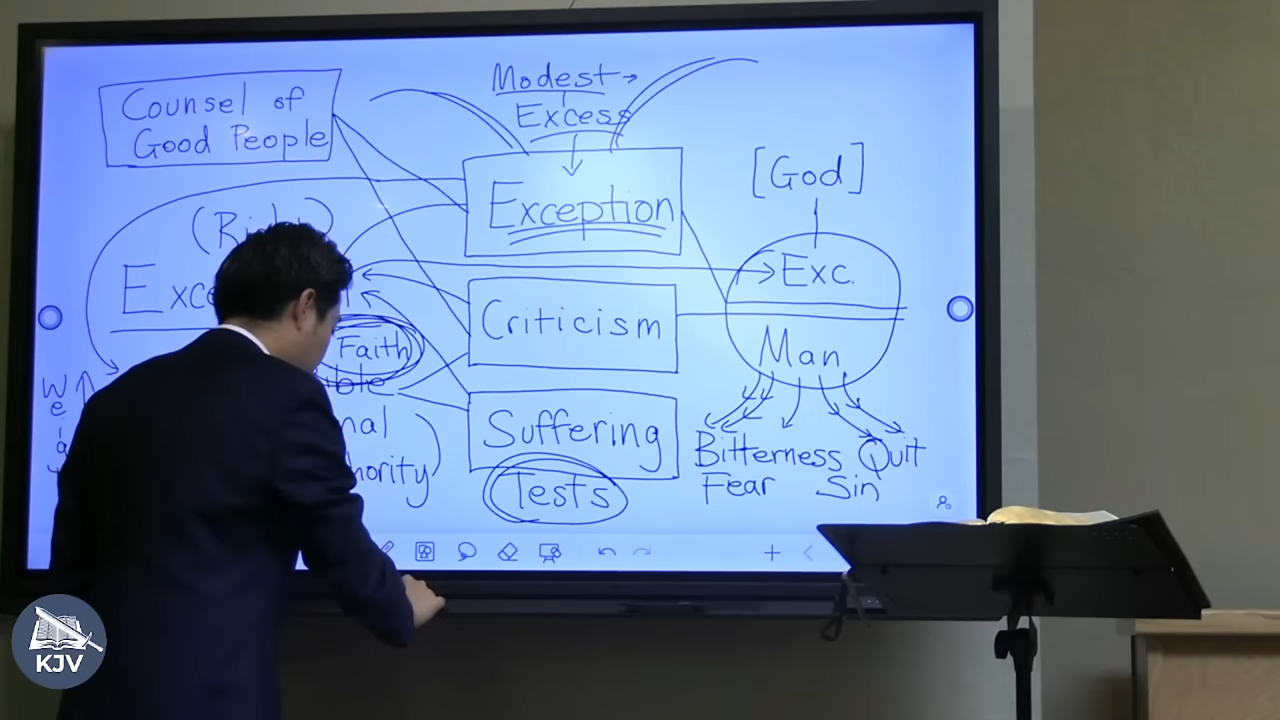 Counsel of
Good People
Modest →
Excess
Exception
[God]
Exc.
Criticism
Man
Faith
Suffering
Tests
Bitterness Quit
Fear Sin
KJV